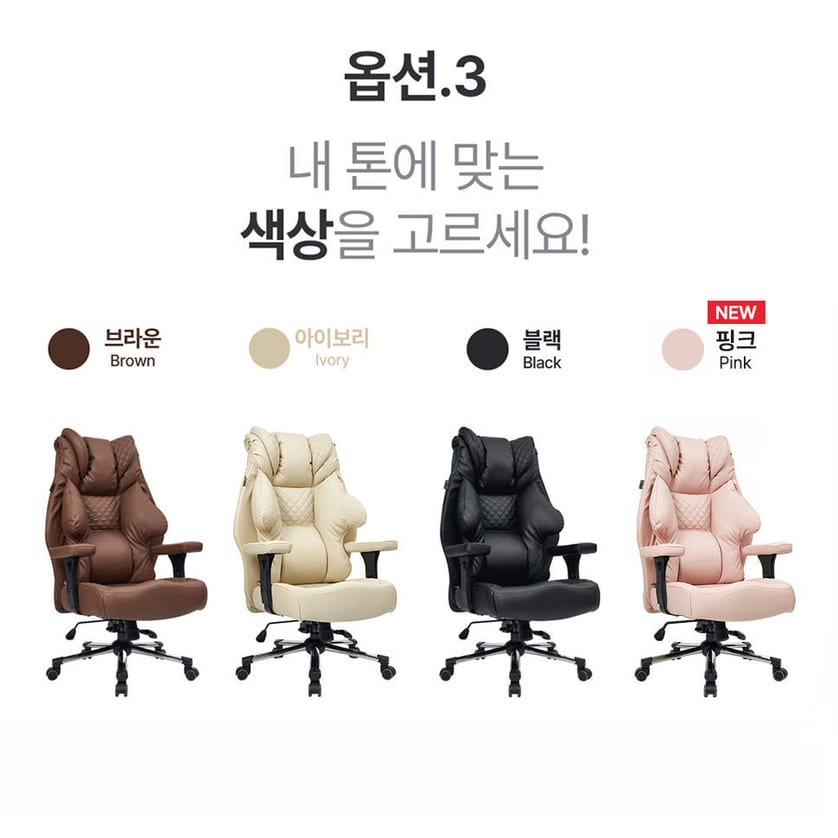 옵션.3
내 톤에 맞는
색상을 고르세요!
브라운
Brown
아이보리
Ivory
블랙
Black
NEW
핑크
Pink